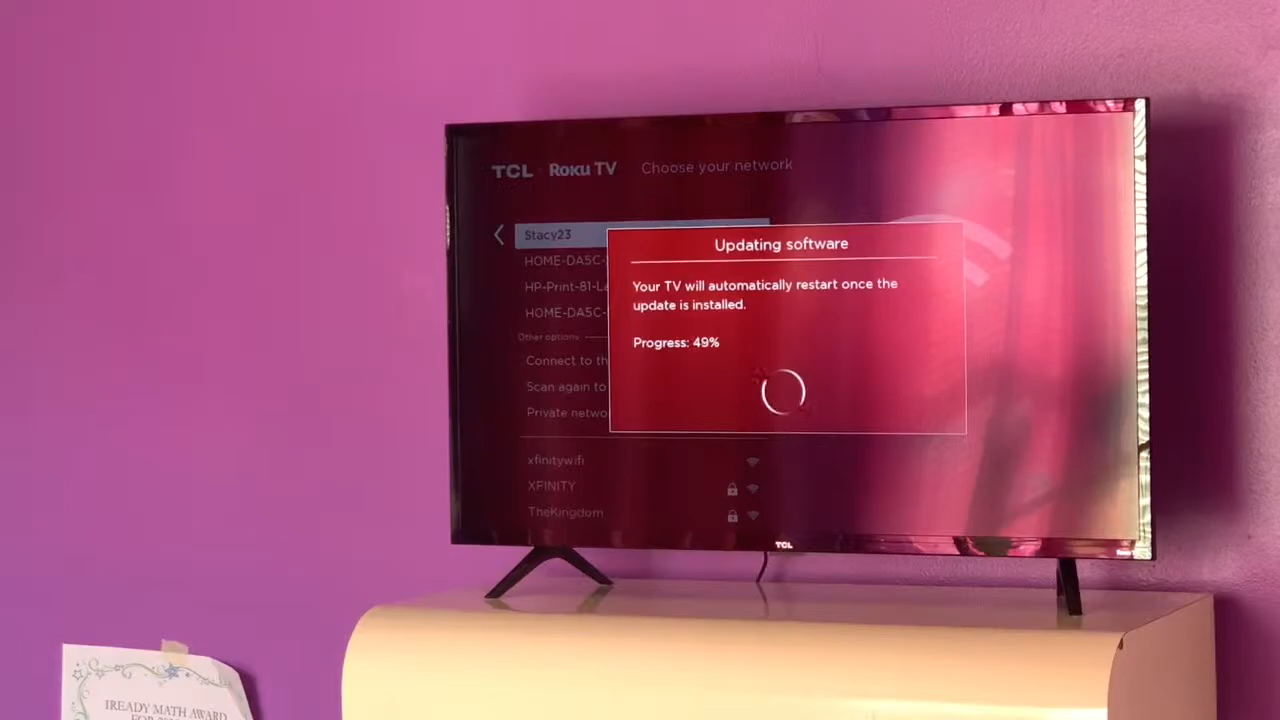 TCL Roku TV Choose your network
Stacy23
HOME-DA5C-
HP-Print-81-La
HOME-DA5C-
Other options
Connect to th
Scan again to
Private netwo
xfinitywifi
XFINITY
TheKingdom
Updating software
Your TV will automatically restart once the
update is installed.
Progress: 49%
TCL
IREADY MATH AWARD